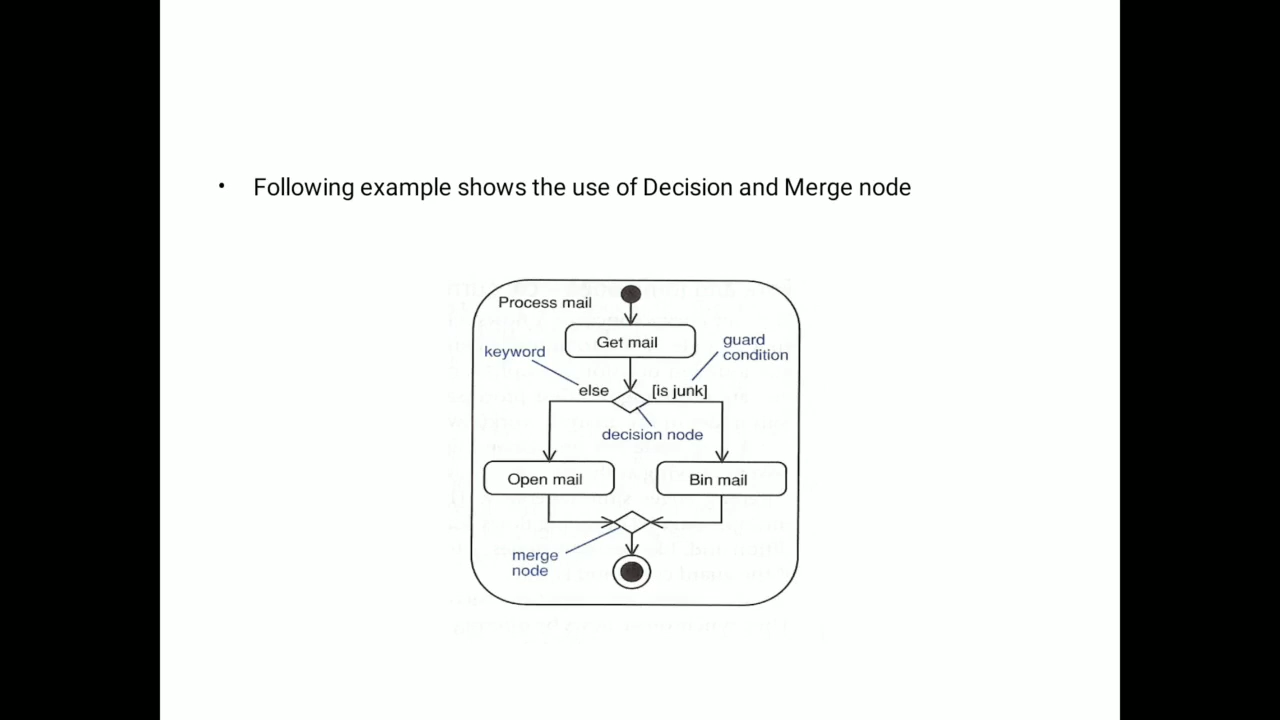 • Following example shows the use of Decision and Merge node
Process mail
Get mail
keyword
guard
condition
else
[is junk]
decision node
Open mail
Bin mail
merge
node